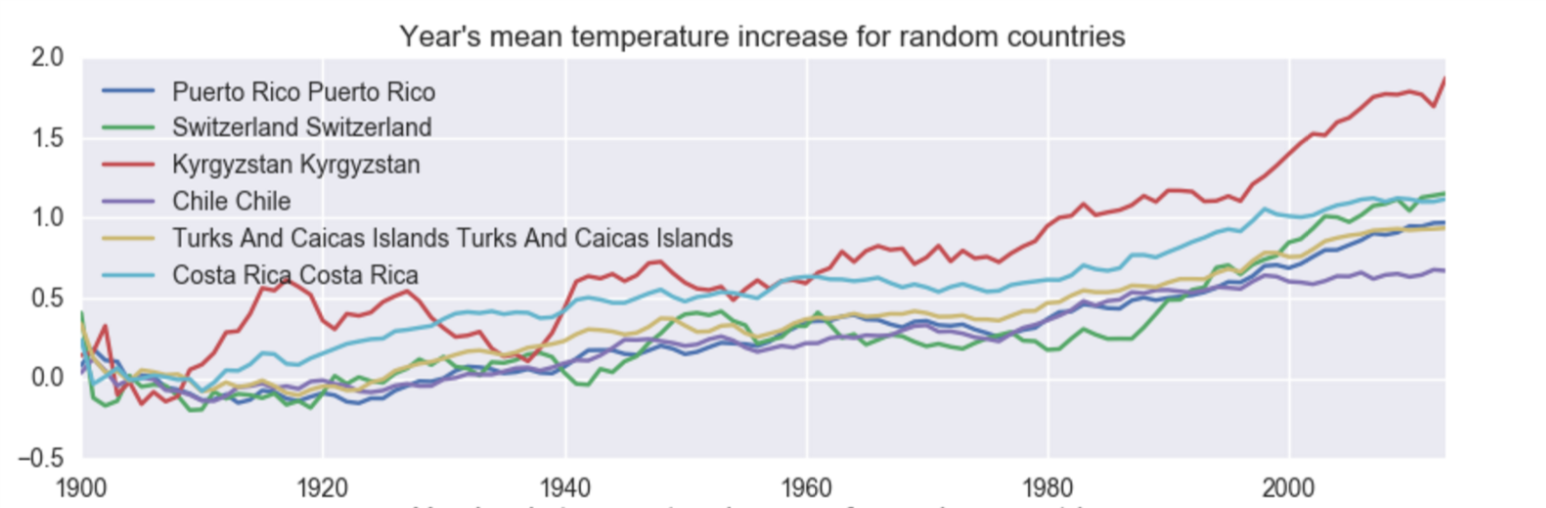 Year's mean temperature increase for random countries
2.0
Puerto Rico Puerto Rico
Switzerland Switzerland
1.5
Kyrgyzstan Kyrgyzstan
Chile Chile
1.0
Turks And Caicas Islands Turks And Caicas Islands
Costa Rica Costa Rica
0.5
0.0
−0.5
1900 1920 1940 1960 1980 2000